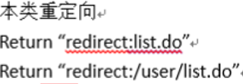 本类重定向
Return “redirect:list.do”
Return “redirect:/user/list.do”